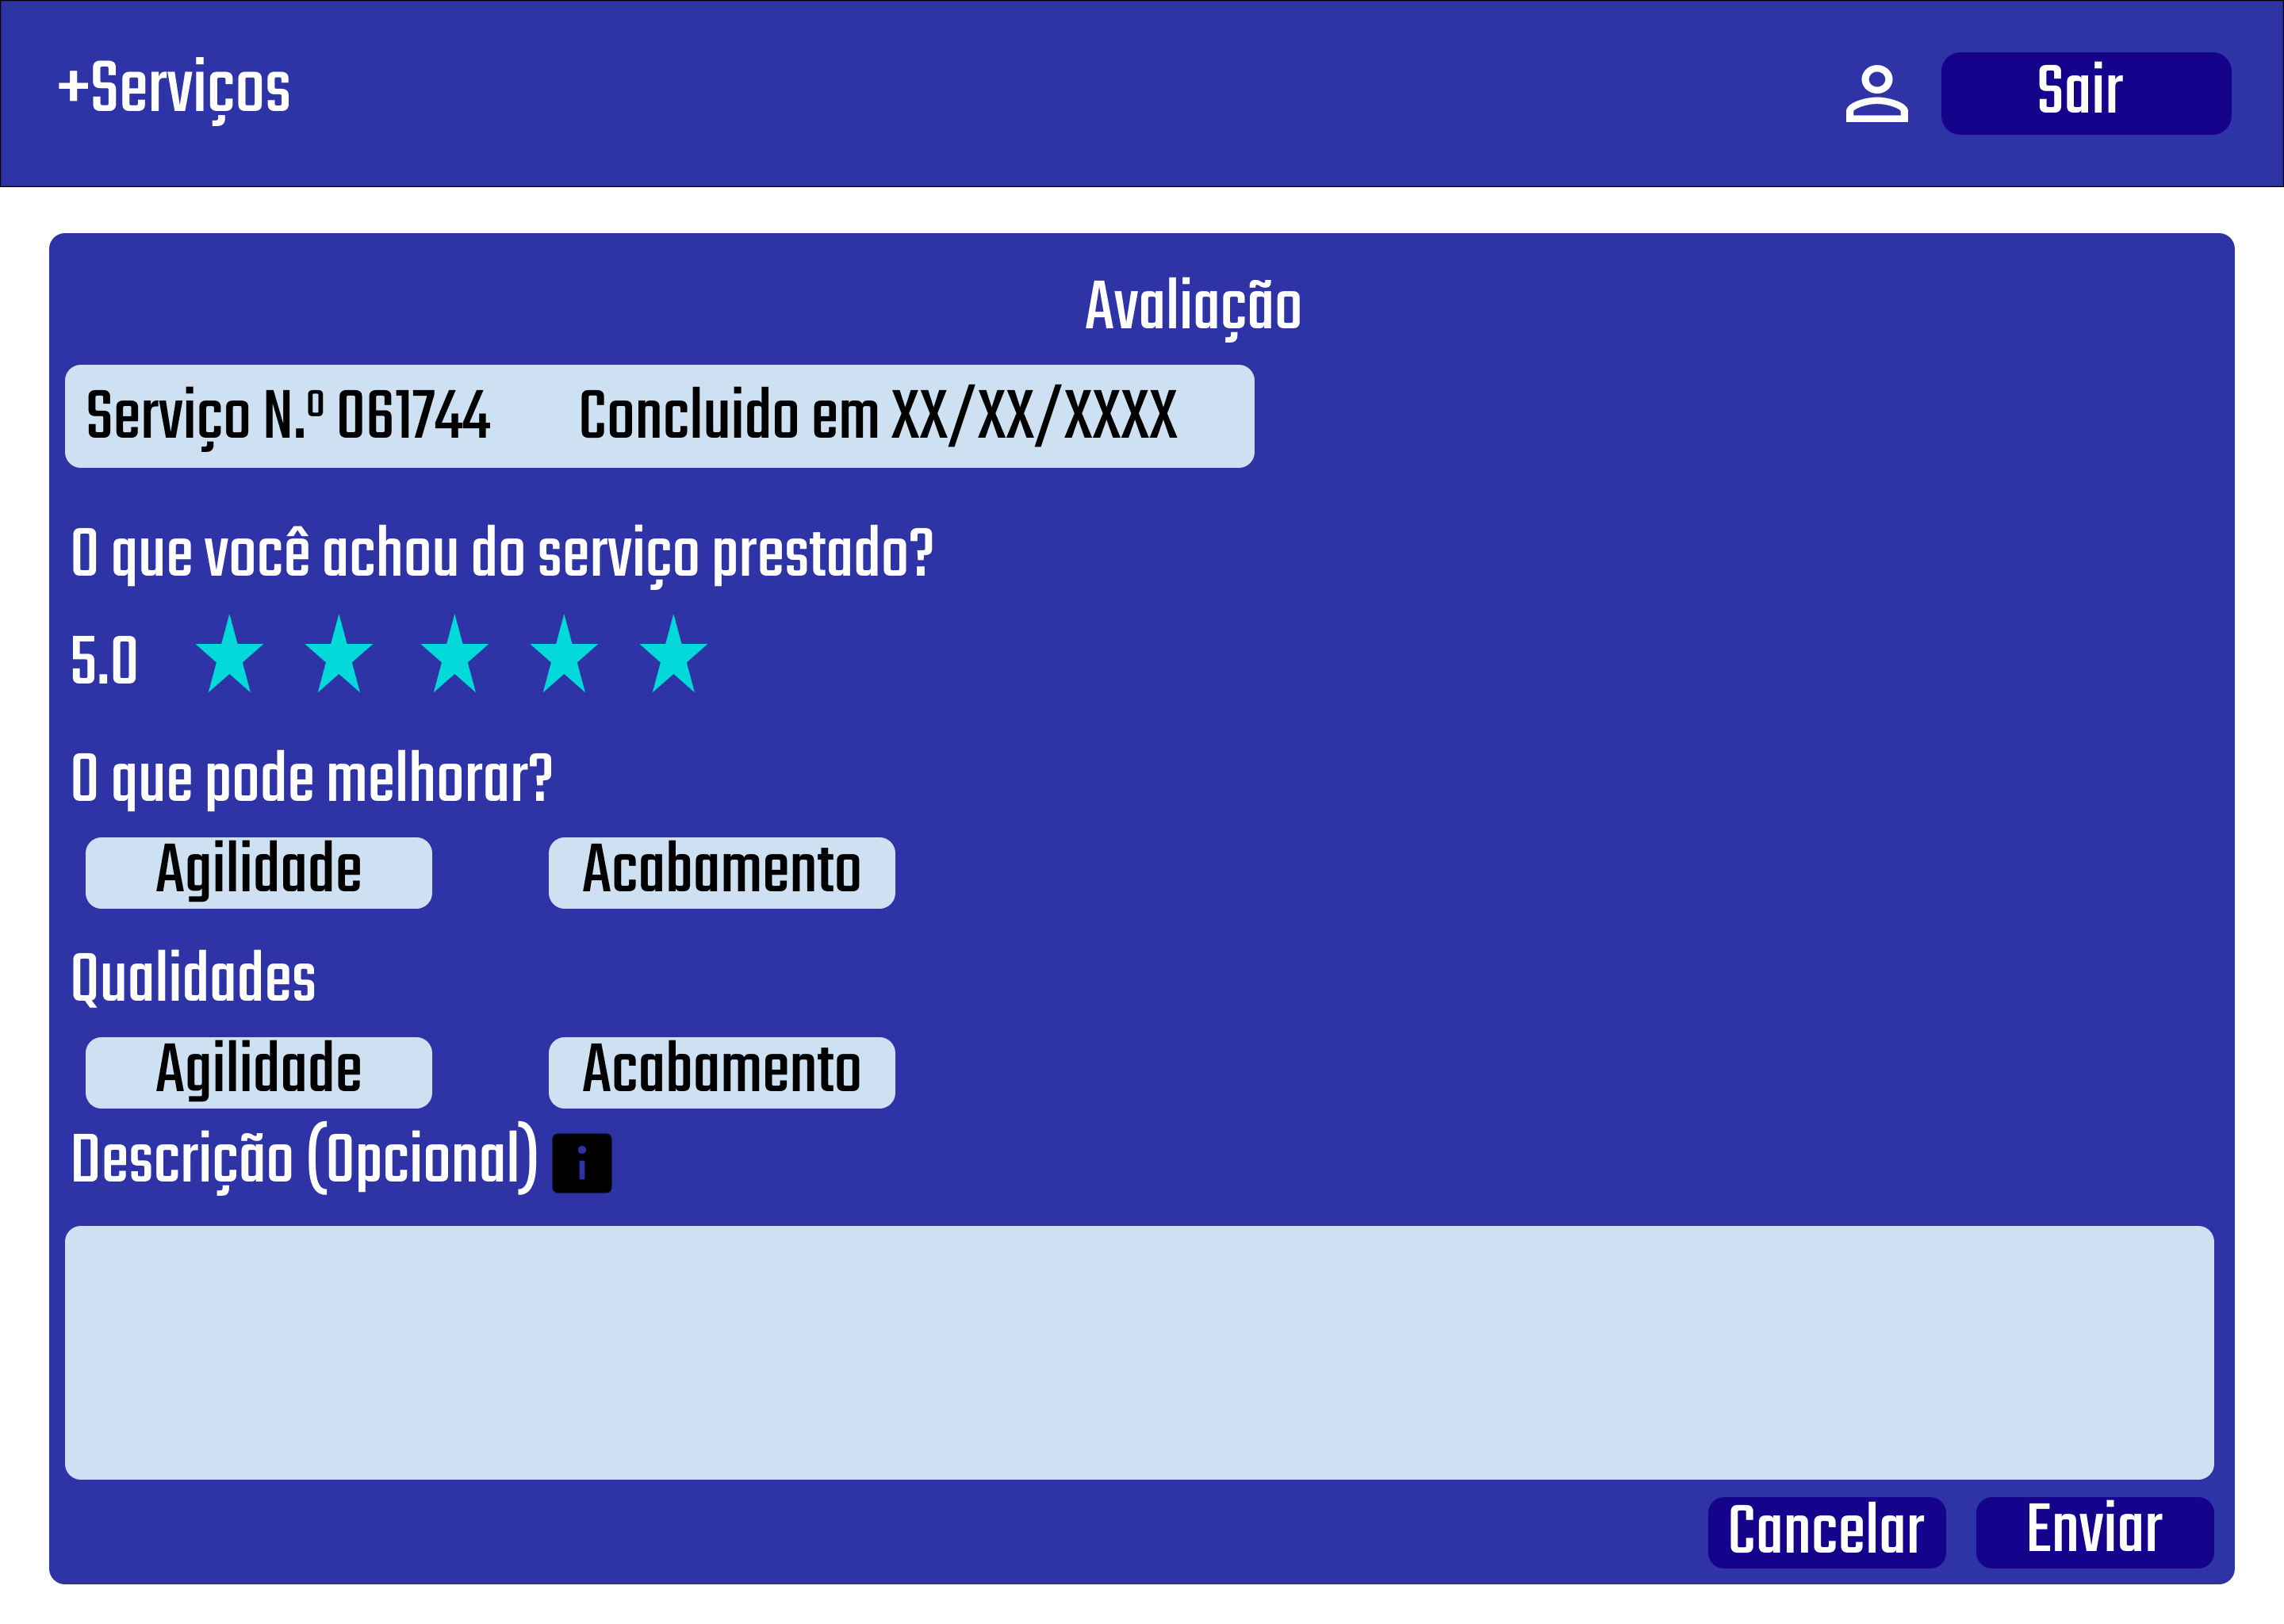 +Serviços
Sair
Avaliação
Serviço N.º 061744 Concluido em XX/XX/XXXX
O que você achou do serviço prestado?
5.0
O que pode melhorar?
Agilidade Acabamento
Qualidades
Agilidade Acabamento
Descrição (Opcional) i
Cancelar Enviar